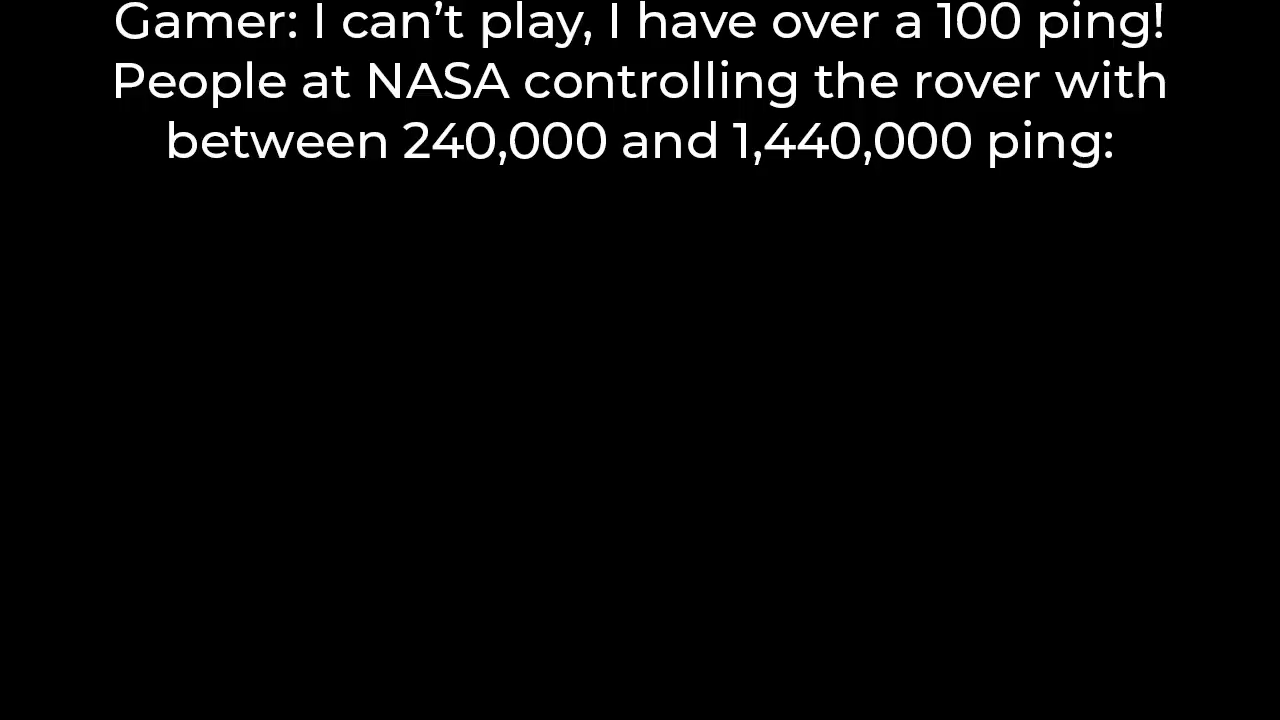 Gamer: I can’t play, I have over a 100 ping!
People at NASA controlling the rover with
between 240,000 and 1,440,000 ping: